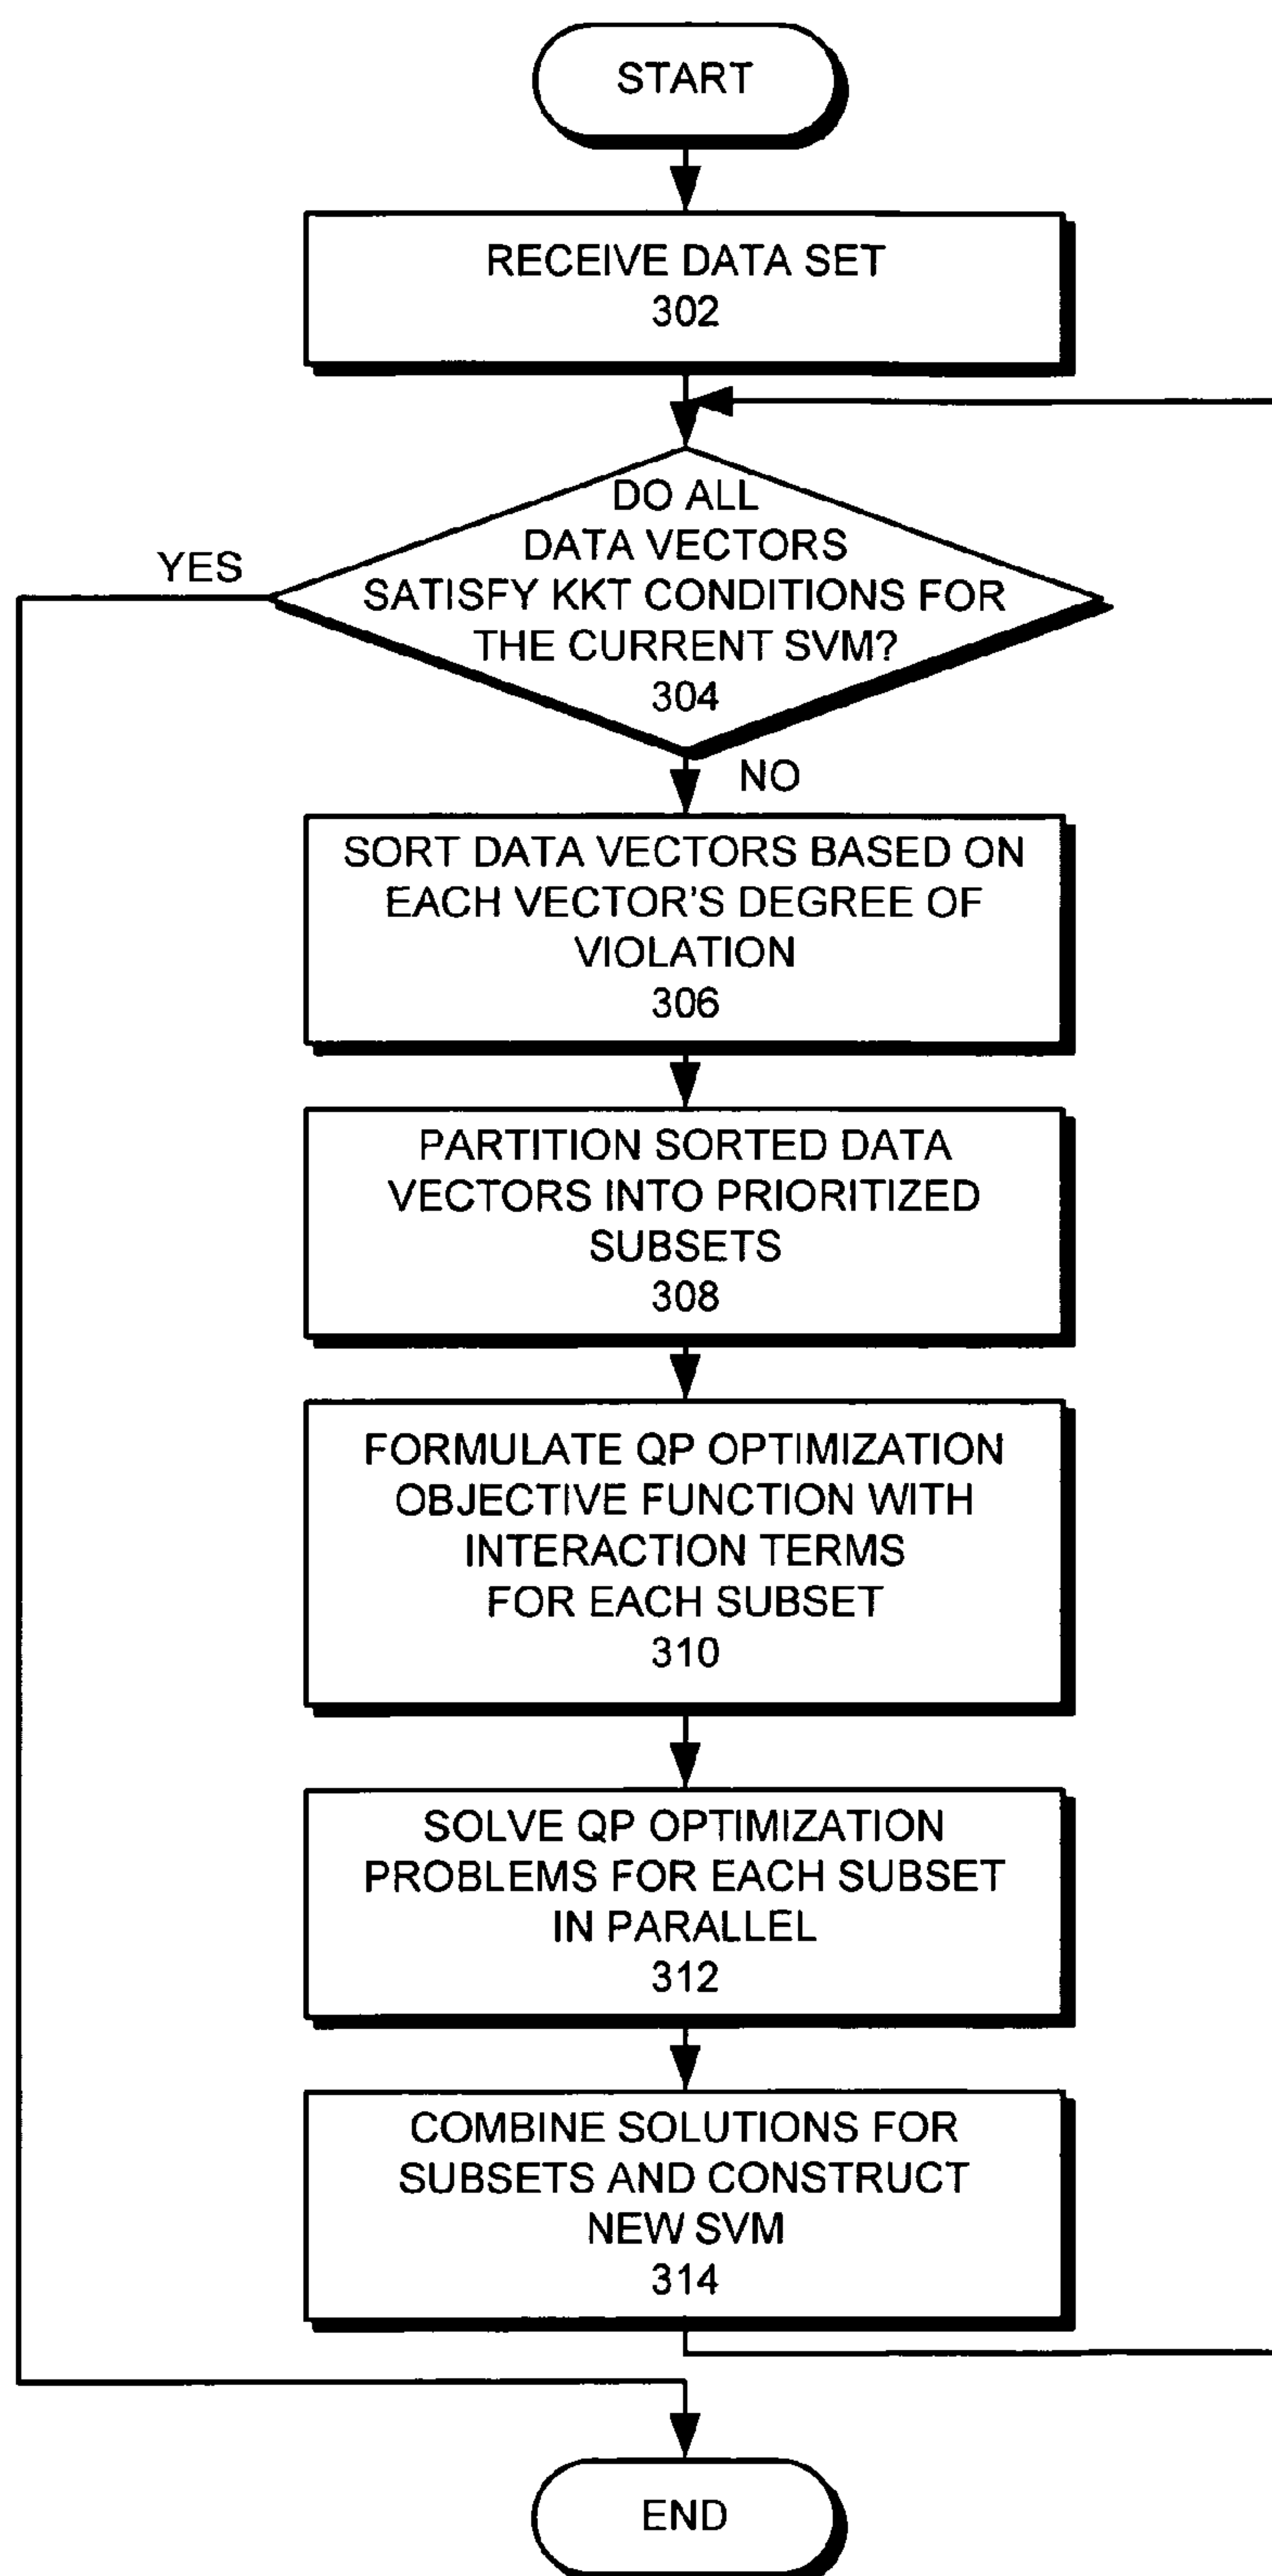 START
RECEIVE DATA SET
302
DO ALL
DATA VECTORS
SATISFY KKT CONDITIONS FOR
THE CURRENT SVM?
304
YES
NO
SORT DATA VECTORS BASED ON
EACH VECTOR'S DEGREE OF
VIOLATION
306
PARTITION SORTED DATA
VECTORS INTO PRIORITIZED
SUBSETS
308
FORMULATE QP OPTIMIZATION
OBJECTIVE FUNCTION WITH
INTERACTION TERMS
FOR EACH SUBSET
310
SOLVE QP OPTIMIZATION
PROBLEMS FOR EACH SUBSET
IN PARALLEL
312
COMBINE SOLUTIONS FOR
SUBSETS AND CONSTRUCT
NEW SVM
314
END